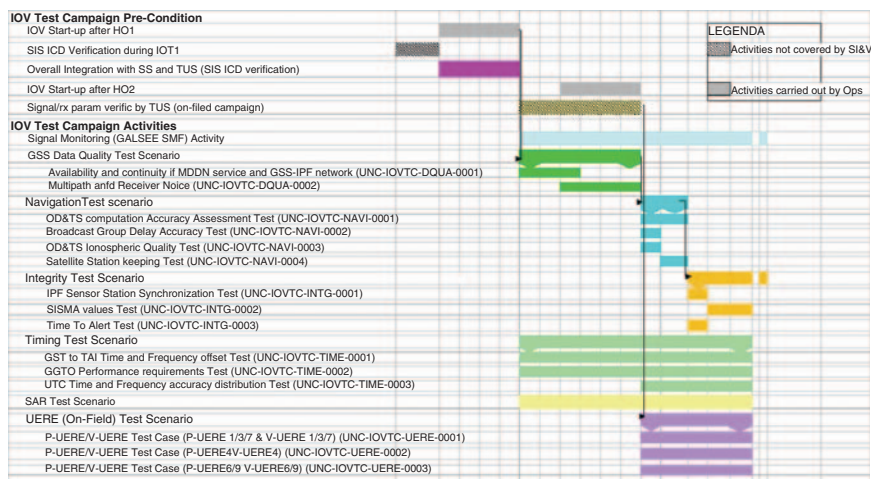 IOV Test Campaign Pre-Condition
IOV Start-up after HO1
LEGENDA
SIS ICD Verification during IOT1
Activities not covered by SI&V
Overall Integration with SS and TUS (SIS ICD verification)
IOV Start-up after HO2
Activities carried out by Ops
Signal/rx param verific by TUS (on-filed campaign)
IOV Test Campaign Activities
Signal Monitoring (GALSEE SMF) Activity
GSS Data Quality Test Scenario
Availability and continuity if MDDN service and GSS-IPF network (UNC-IOVTC-DQUA-0001)
Multipath anfd Receiver Noice (UNC-IOVTC-DQUA-0002)
NavigationTest scenario
OD&TS computation Accuracy Assessment Test (UNC-IOVTC-NAVI-0001)
Broadcast Group Delay Accuracy Test (UNC-IOVTC-NAVI-0002)
OD&TS Ionospheric Quality Test (UNC-IOVTC-NAVI-0003)
Satellite Station keeping Test (UNC-IOVTC-NAVI-0004)
Integrity Test Scenario
IPF Sensor Station Synchronization Test (UNC-IOVTC-INTG-0001)
SISMA values Test (UNC-IOVTC-INTG-0002)
Time To Alert Test (UNC-IOVTC-INTG-0003)
Timing Test Scenario
GST to TAI Time and Frequency offset Test (UNC-IOVTC-TIME-0001)
GGTO Performance requirements Test (UNC-IOVTC-TIME-0002)
UTC Time and Frequency accuracy distribution Test (UNC-IOVTC-TIME-0003)
SAR Test Scenario
UERE (On-Field) Test Scenario
P-UERE/V-UERE Test Case (P-UERE 1/3/7 & V-UERE 1/3/7) (UNC-IOVTC-UERE-0001)
P-UERE/V-UERE Test Case (P-UERE4V-UERE4) (UNC-IOVTC-UERE-0002)
P-UERE/V-UERE Test Case (P-UERE6/9 V-UERE6/9) (UNC-IOVTC-UERE-0003)